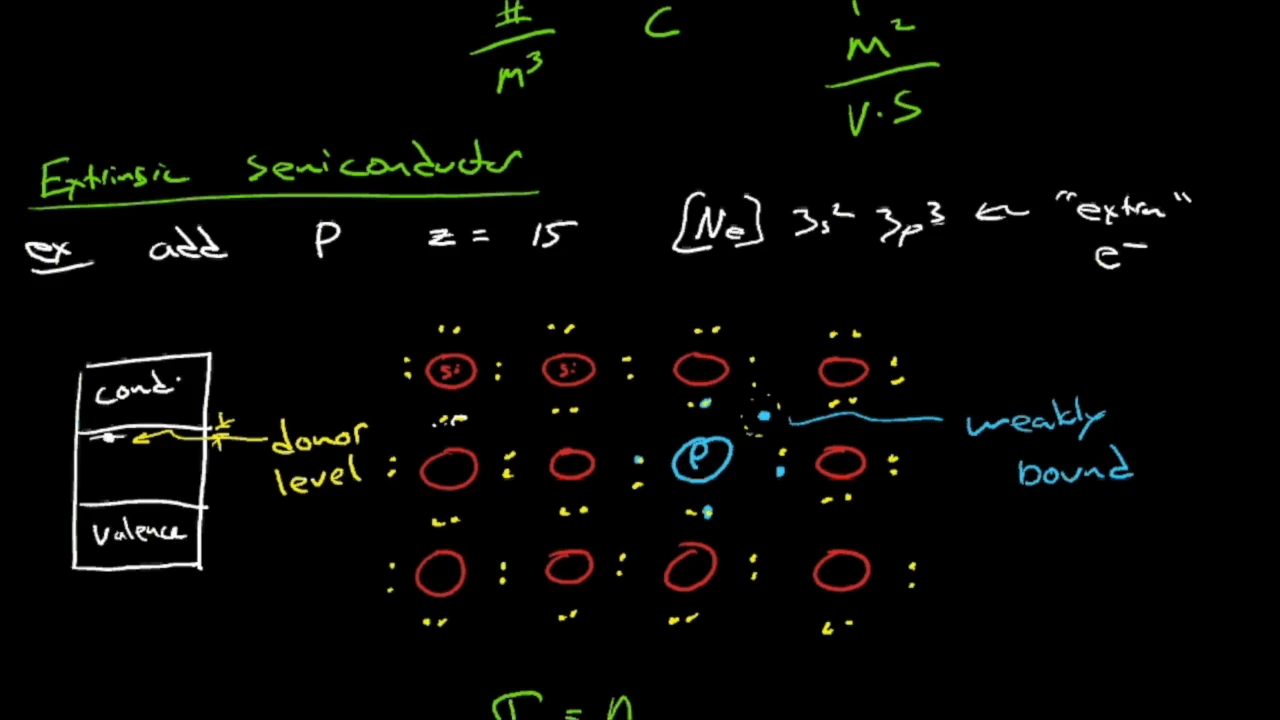 #/m³ C m²/V·S
Extrinsic semiconductor
ex add P z = 15 [Ne] 3s² 3p³ ← "extra" e⁻
cond.
donor level
valence
Si Si
P
weakly bound
σ = n